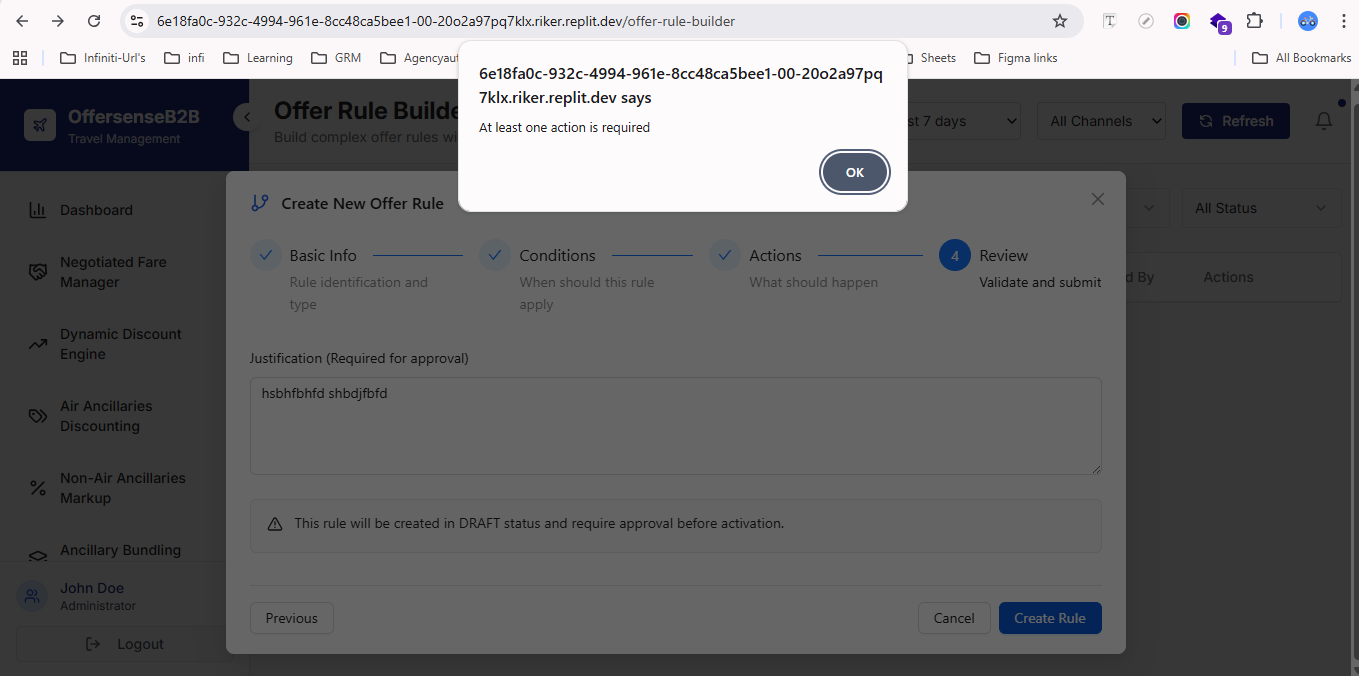 6e18fa0c-932c-4994-961e-8cc48ca5bee1-00-20o2a97pq7klx.riker.replit.dev/offer-rule-builder
9
Infiniti-Url's
infi
Learning
GRM
Agencyaut
Sheets
Figma links
All Bookmarks
6e18fa0c-932c-4994-961e-8cc48ca5bee1-00-20o2a97pq
7klx.riker.replit.dev says
At least one action is required
OK
OffersenseB2B
Travel Management
Offer Rule Builde
Build complex offer rules wi
st 7 days
All Channels
Refresh
Dashboard
Negotiated Fare
Manager
Dynamic Discount
Engine
Air Ancillaries
Discounting
Non-Air Ancillaries
Markup
Ancillary Bundling
John Doe
Administrator
Logout
All Status
d By
Actions
Create New Offer Rule
Basic Info
Rule identification and
type
Conditions
When should this rule
apply
Actions
What should happen
4
Review
Validate and submit
Justification (Required for approval)
hsbhfbhfd shbdjfbfd
This rule will be created in DRAFT status and require approval before activation.
Previous
Cancel
Create Rule